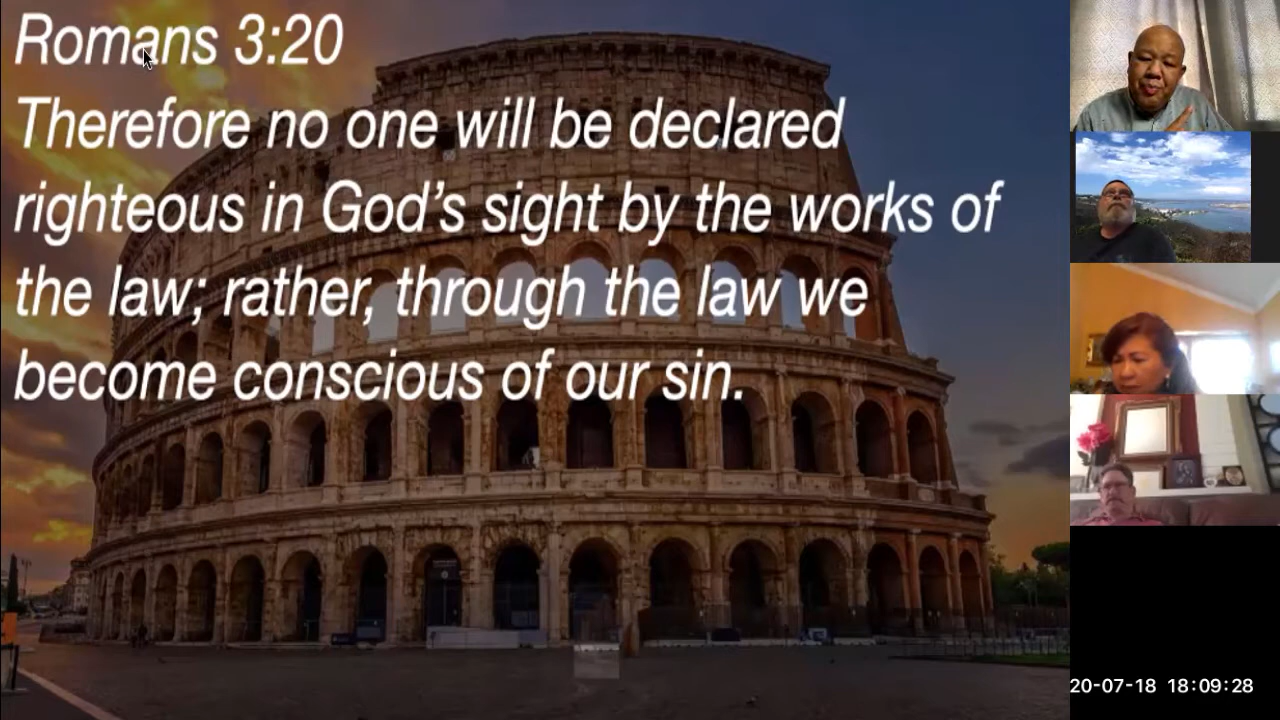 Romans 3:20
Therefore no one will be declared
righteous in God's sight by the works of
the law; rather, through the law we
become conscious of our sin.
20-07-18 18:09:28